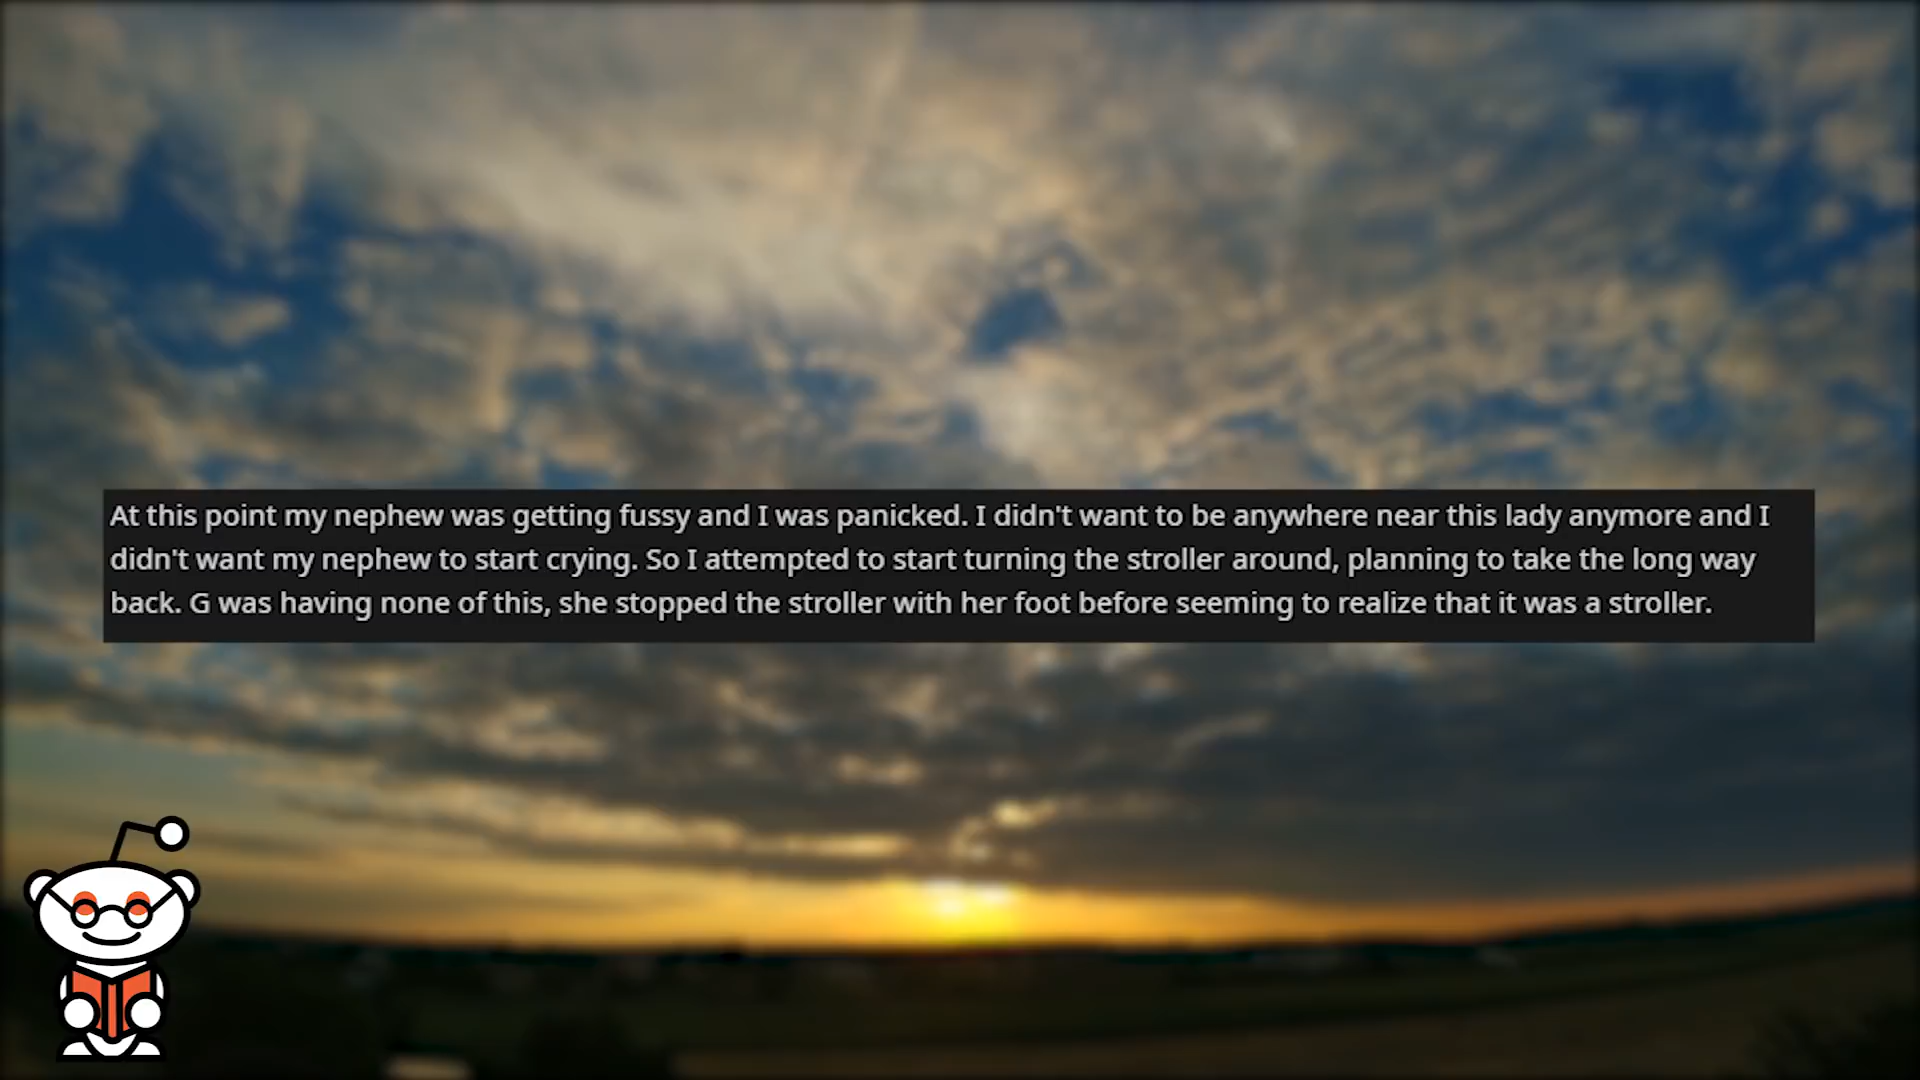 At this point my nephew was getting fussy and I was panicked. I didn't want to be anywhere near this lady anymore and I
didn't want my nephew to start crying. So I attempted to start turning the stroller around, planning to take the long way
back. G was having none of this, she stopped the stroller with her foot before seeming to realize that it was a stroller.